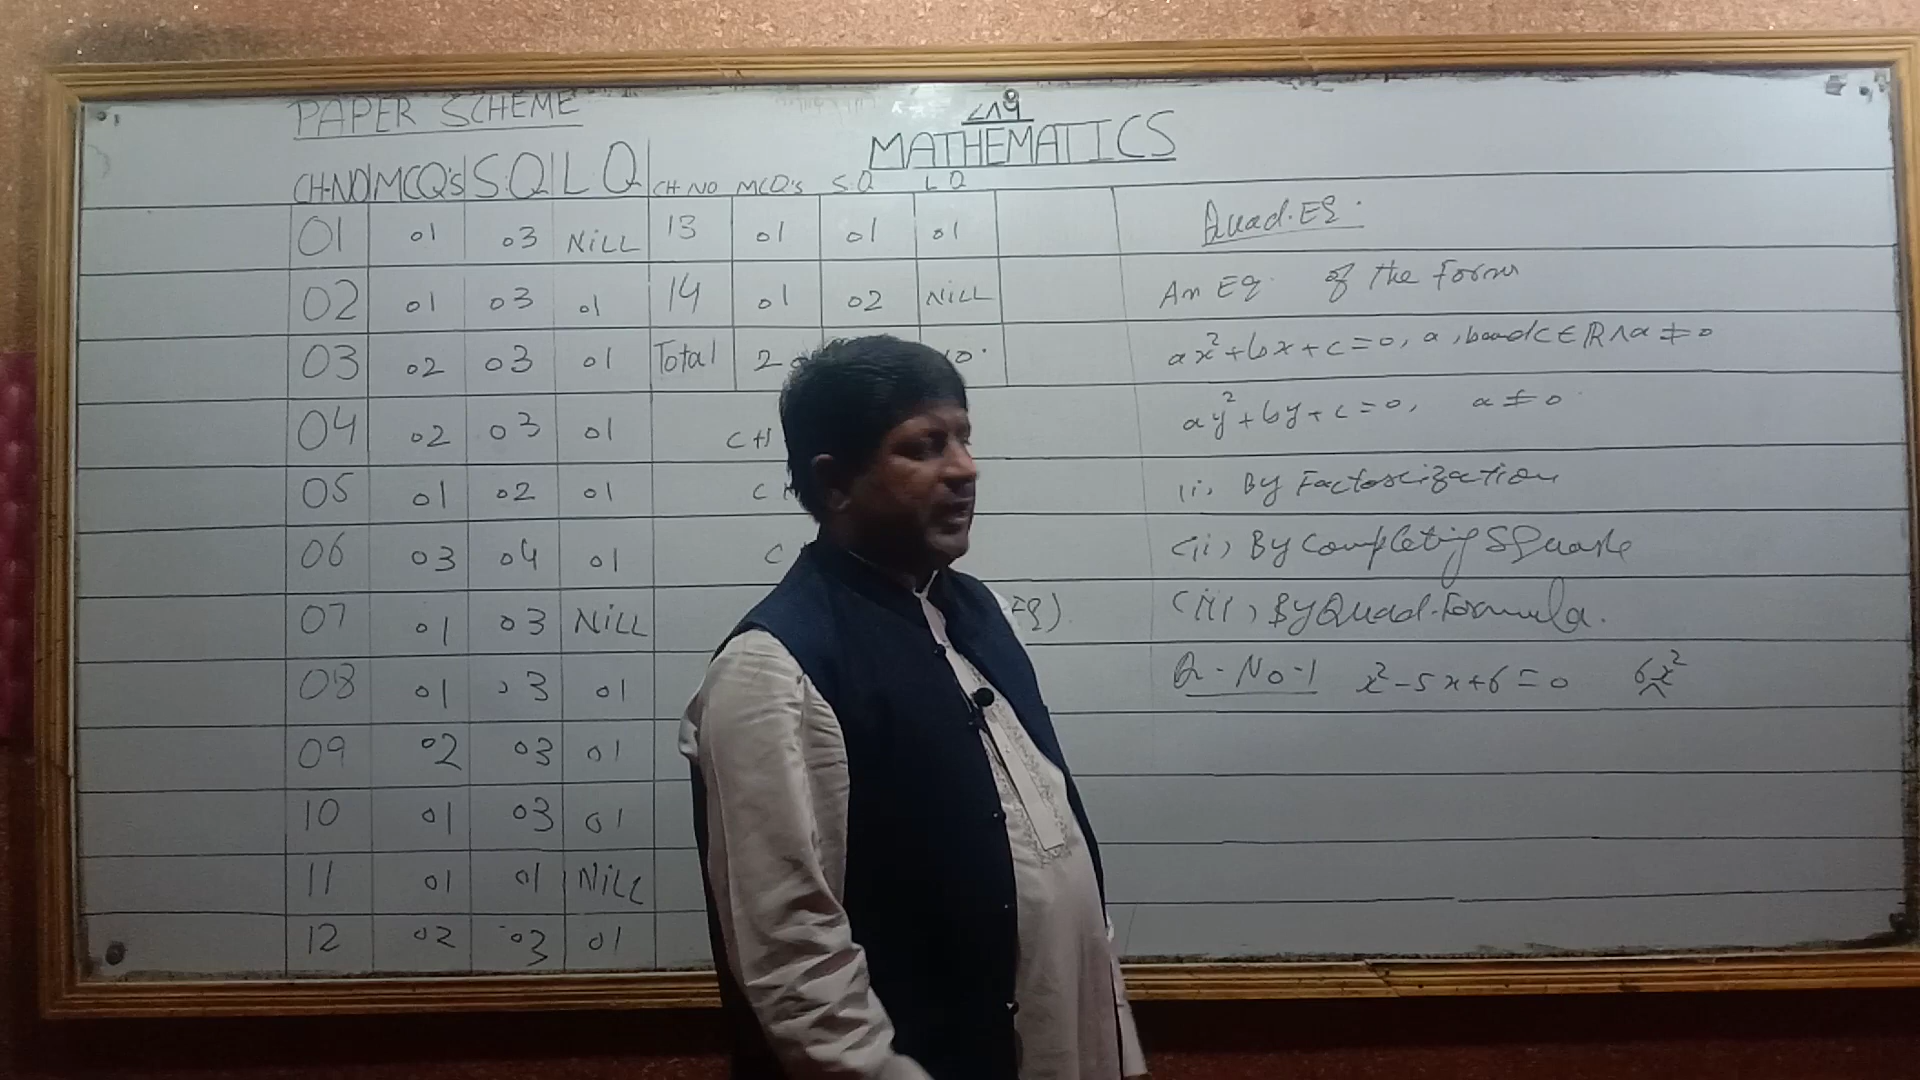 PAPER SCHEME
MATHEMATICS
CH-NO MCQ's S.Q L Q CH.NO MCQ's S.Q L Q
01 01 03 NiLL 13 01 01 01
02 01 03 01 14 01 02 NiLL
03 02 03 01 Total
04 02 03 01 CH
05 01 02 01
06 03 04 01
07 01 03 NiLL
08 01 03 01
09 02 03 01
10 01 03 01
11 01 01 NiLL
12 02 03 01
Quad.Eq.
An Eq. of the form
ax²+bx+c=0, a, b and c ∈ R ∧ a ≠ 0
ay²+by+c=0, a ≠ 0
(i) By Factorization
(ii) By Completing Square
(iii) By Quad.Formula.
Q-No-1 x²-5x+6=0 6x²